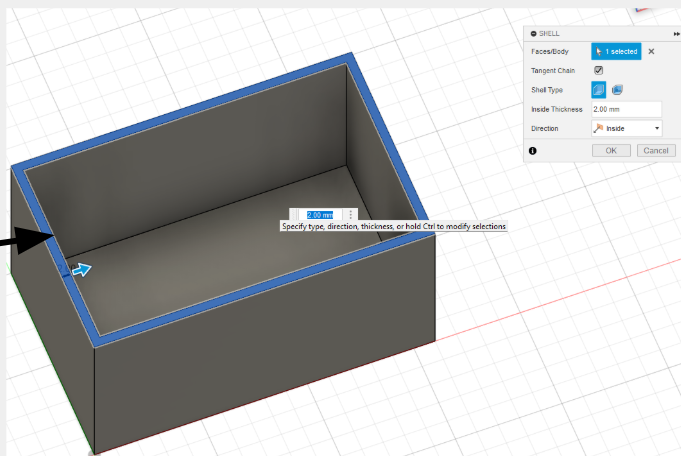 SHELL
Faces/Body 1 selected
Tangent Chain
Shell Type
Inside Thickness 2.00 mm
Direction Inside
OK Cancel
2.00 mm
Specify type, direction, thickness, or hold Ctrl to modify selections